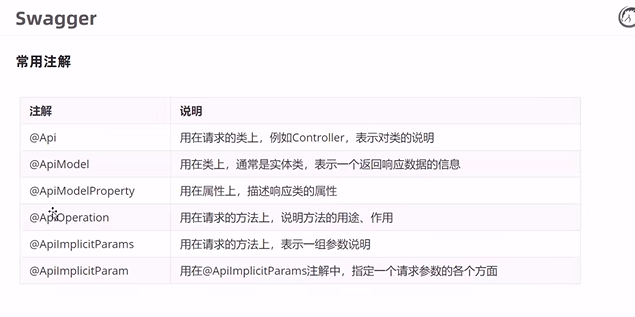 Swagger
常用注解
注解 说明
@Api 用在请求的类上，例如Controller，表示对类的说明
@ApiModel 用在类上，通常是实体类，表示一个返回响应数据的信息
@ApiModelProperty 用在属性上，描述响应类的属性
@ApiOperation 用在请求的方法上，说明方法的用途、作用
@ApiImplicitParams 用在请求的方法上，表示一组参数说明
@ApiImplicitParam 用在@ApiImplicitParams注解中，指定一个请求参数的各个方面